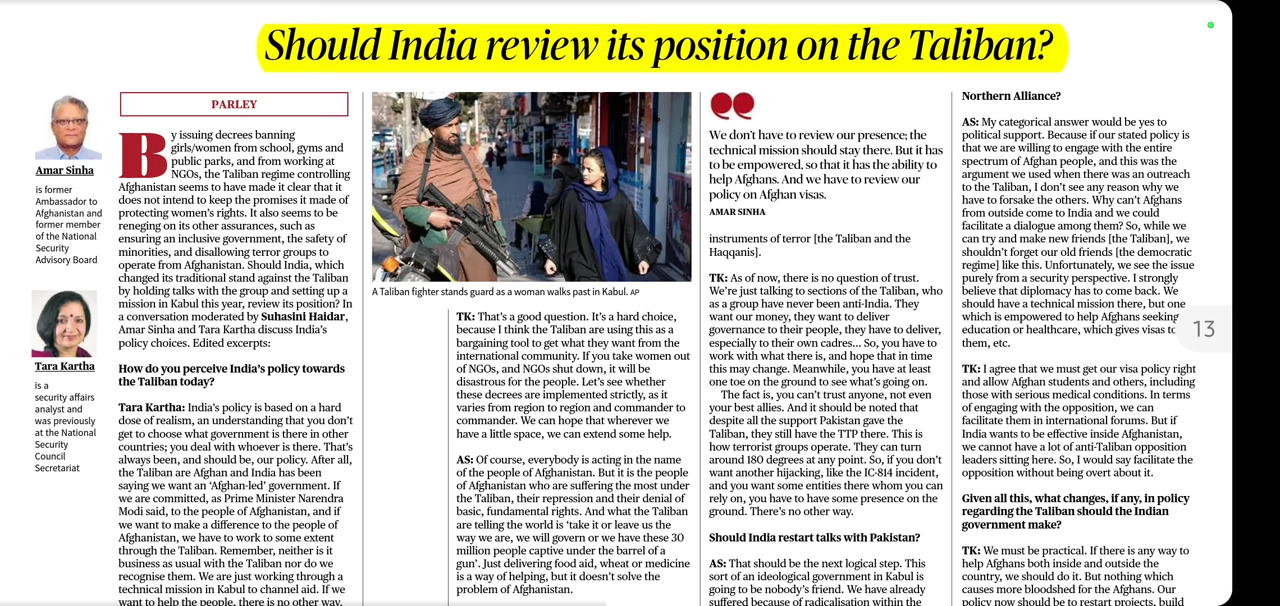 Should India review its position on the Taliban?
Amar Sinha
is former
Ambassador to
Afghanistan and
former member
of the National
Security
Advisory Board
Tara Kartha
is a
security affairs
analyst and
was previously
at the National
Security
Council
Secretariat
PARLEY
By issuing decrees banning
girls/women from school, gyms and
public parks, and from working at
NGOs, the Taliban regime controlling
Afghanistan seems to have made it clear that it
does not intend to keep the promises it made of
protecting women's rights. It also seems to be
reneging on its other assurances, such as
ensuring an inclusive government, the safety of
minorities, and disallowing terror groups to
operate from Afghanistan. Should India, which
changed its traditional stand against the Taliban
by holding talks with the group and setting up a
mission in Kabul this year, review its position? In
a conversation moderated by Suhasini Haidar,
Amar Sinha and Tara Kartha discuss India's
policy choices. Edited excerpts:
How do you perceive India's policy towards
the Taliban today?
Tara Kartha: India's policy is based on a hard
dose of realism, an understanding that you don't
get to choose what government is there in other
countries; you deal with whoever is there. That's
always been, and should be, our policy. After all,
the Taliban are Afghan and India has been
saying we want an 'Afghan-led' government. If
we are committed, as Prime Minister Narendra
Modi said, to the people of Afghanistan, and if
we want to make a difference to the people of
Afghanistan, we have to work to some extent
through the Taliban. Remember, neither is it
business as usual with the Taliban nor do we
recognise them. We are just working through a
technical mission in Kabul to channel aid. If we
want to help the people, there is no other way.
A Taliban fighter stands guard as a woman walks past in Kabul. AP
TK: That's a good question. It's a hard choice,
because I think the Taliban are using this as a
bargaining tool to get what they want from the
international community. If you take women out
of NGOs, and NGOs shut down, it will be
disastrous for the people. Let's see whether
these decrees are implemented strictly, as it
varies from region to region and commander to
commander. We can hope that wherever we
have a little space, we can extend some help.
AS: Of course, everybody is acting in the name
of the people of Afghanistan. But it is the people
of Afghanistan who are suffering the most under
the Taliban, their repression and their denial of
basic, fundamental rights. And what the Taliban
are telling the world is 'take it or leave us the
way we are, we will govern or we have these 30
million people captive under the barrel of a
gun'. Just delivering food aid, wheat or medicine
is a way of helping, but it doesn't solve the
problem of Afghanistan.
We don't have to review our presence; the
technical mission should stay there. But it has
to be empowered, so that it has the ability to
help Afghans. And we have to review our
policy on Afghan visas.
AMAR SINHA
instruments of terror [the Taliban and the
Haqqanis].
TK: As of now, there is no question of trust.
We're just talking to sections of the Taliban, who
as a group have never been anti-India. They
want our money, they want to deliver
governance to their people, they have to deliver,
especially to their own cadres... So, you have to
work with what there is, and hope that in time
this may change. Meanwhile, you have at least
one toe on the ground to see what's going on.
The fact is, you can't trust anyone, not even
your best allies. And it should be noted that
despite all the support Pakistan gave the
Taliban, they still have the TTP there. This is
how terrorist groups operate. They can turn
around 180 degrees at any point. So, if you don't
want another hijacking, like the IC-814 incident,
and you want some entities there whom you can
rely on, you have to have some presence on the
ground. There's no other way.
Should India restart talks with Pakistan?
AS: That should be the next logical step. This
sort of an ideological government in Kabul is
going to be nobody's friend. We have already
suffered because of radicalisation within the
Northern Alliance?
AS: My categorical answer would be yes to
political support. Because if our stated policy is
that we are willing to engage with the entire
spectrum of Afghan people, and this was the
argument we used when there was an outreach
to the Taliban, I don't see any reason why we
have to forsake the others. Why can't Afghans
from outside come to India and we could
facilitate a dialogue among them? So, while we
can try and make new friends [the Taliban], we
shouldn't forget our old friends [the democratic
regime] like this. Unfortunately, we see the issue
purely from a security perspective. I strongly
believe that diplomacy has to come back. We
should have a technical mission there, but one
which is empowered to help Afghans seeking
education or healthcare, which gives visas to
them, etc.
TK: I agree that we must get our visa policy right
and allow Afghan students and others, including
those with serious medical conditions. In terms
of engaging with the opposition, we can
facilitate them in international forums. But if
India wants to be effective inside Afghanistan,
we cannot have a lot of anti-Taliban opposition
leaders sitting here. So, I would say facilitate the
opposition without being overt about it.
Given all this, what changes, if any, in policy
regarding the Taliban should the Indian
government make?
TK: We must be practical. If there is any way to
help Afghans both inside and outside the
country, we should do it. But nothing which
causes more bloodshed for the Afghans. Our
policy now should be to restart projects, build
13